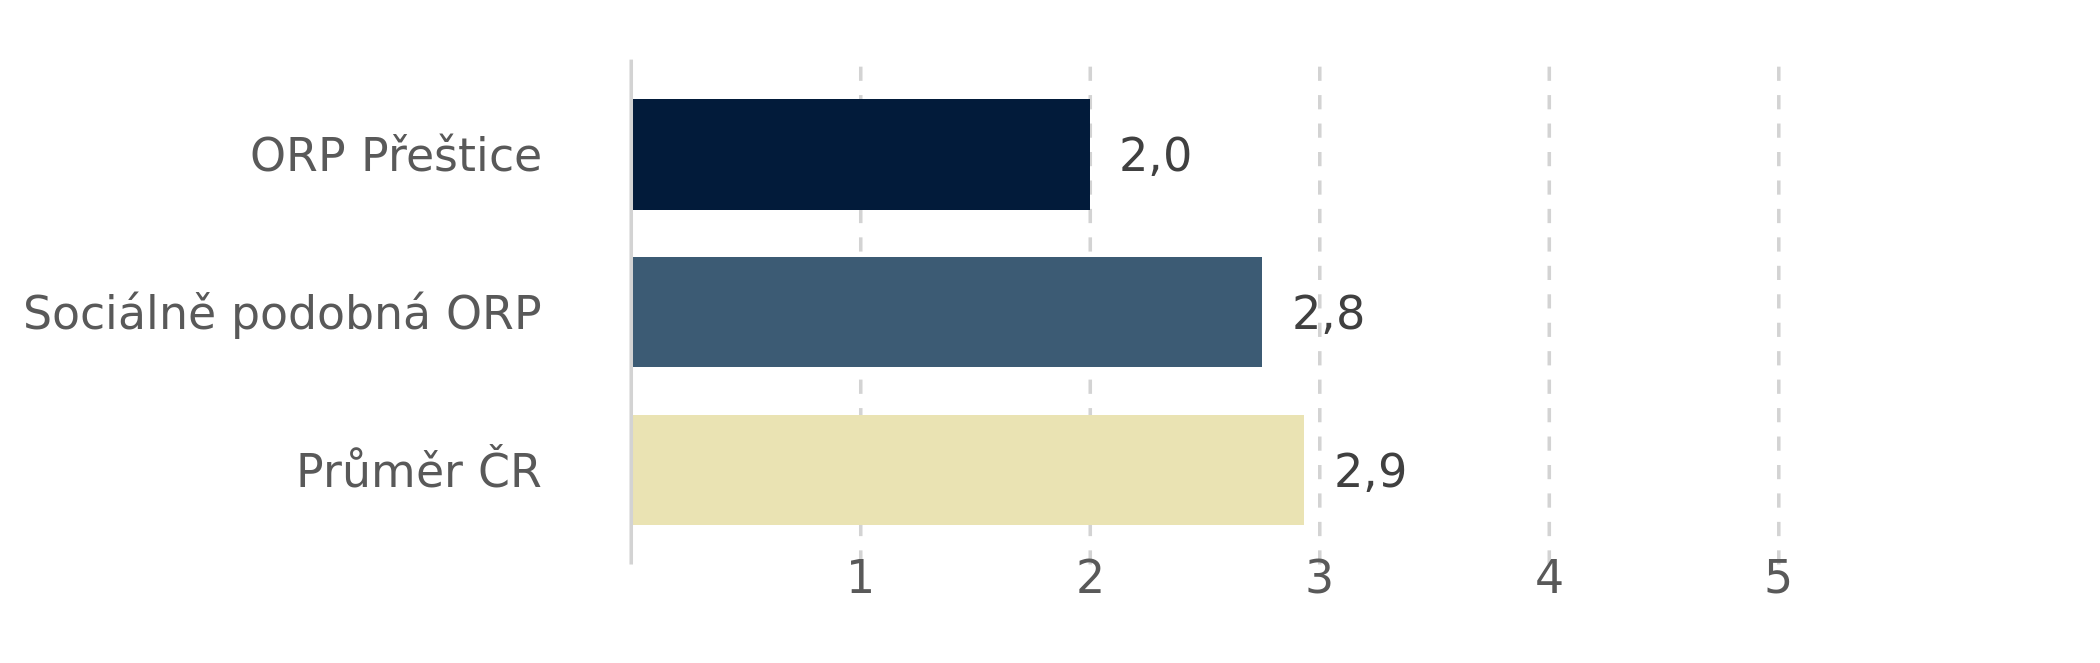 ORP Přeštice 2,0
Sociálně podobná ORP 2,8
Průměr ČR 2,9
1 2 3 4 5